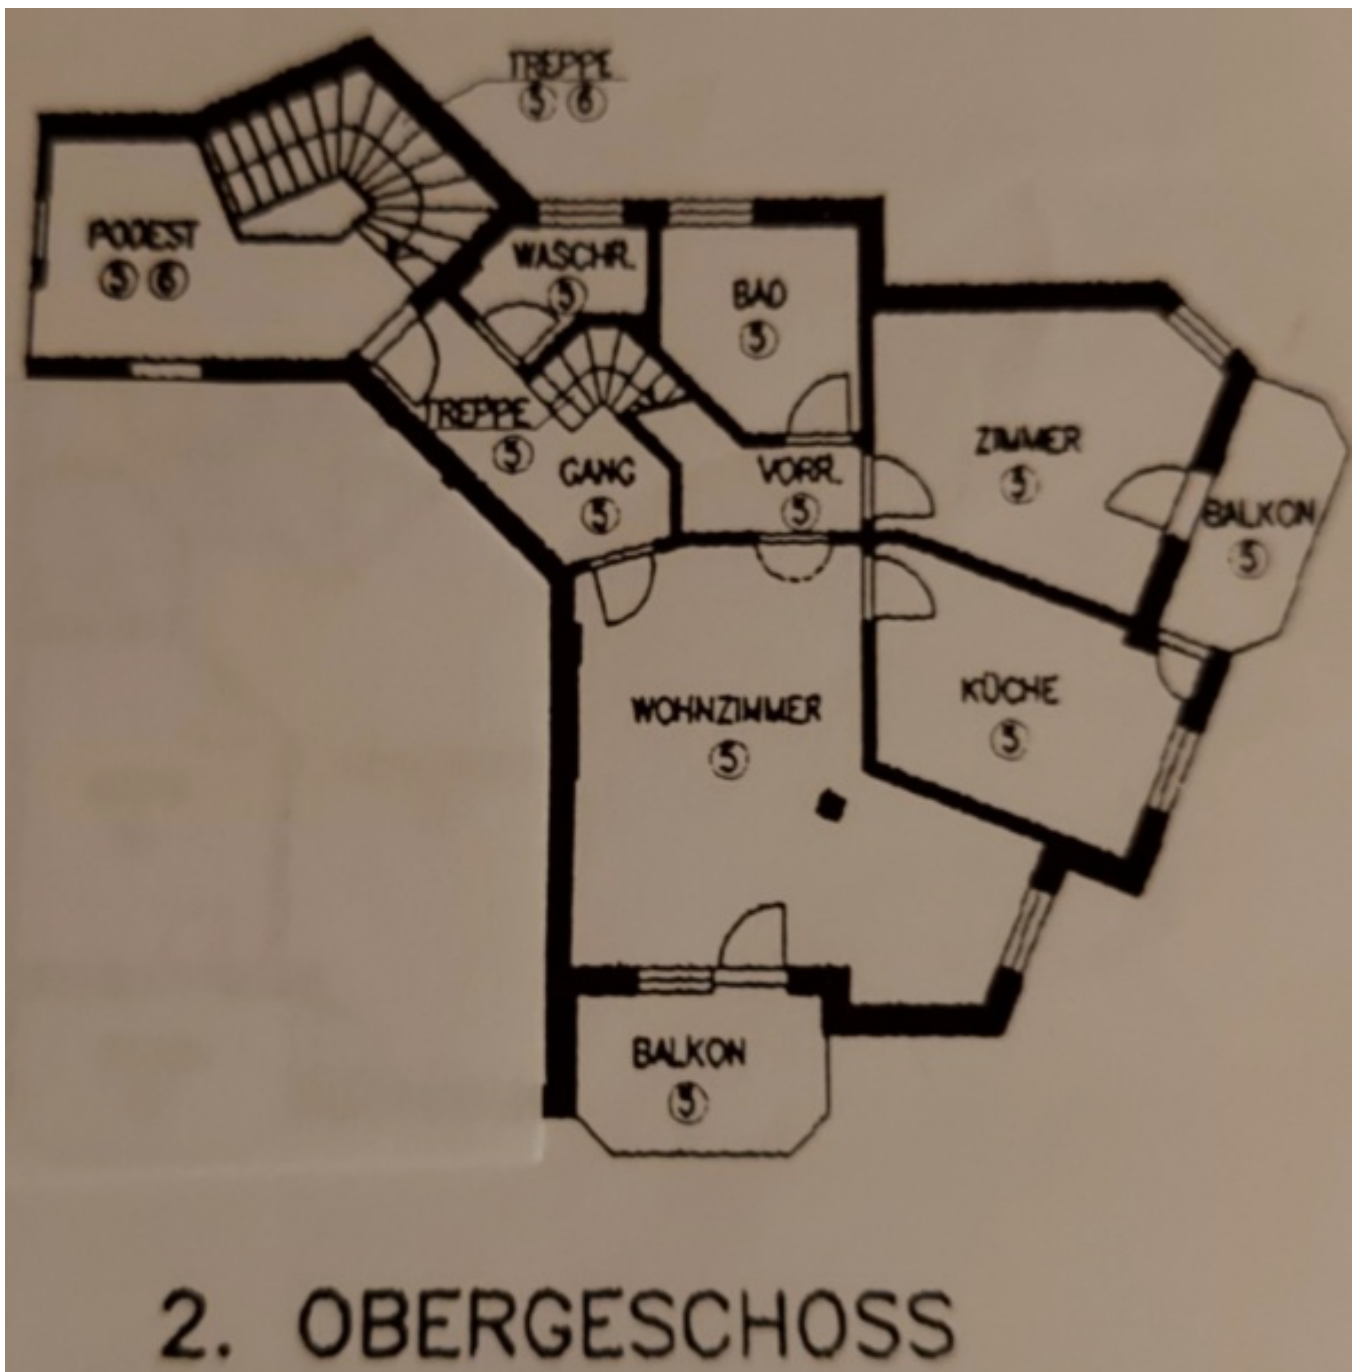 TREPPE
5 6
PODEST
5 6
WASCHR.
5
BAD
5
TREPPE
5
GANG
5
VORR.
5
ZIMMER
5
BALKON
5
WOHNZIMMER
5
KÜCHE
5
BALKON
5
2. OBERGESCHOSS